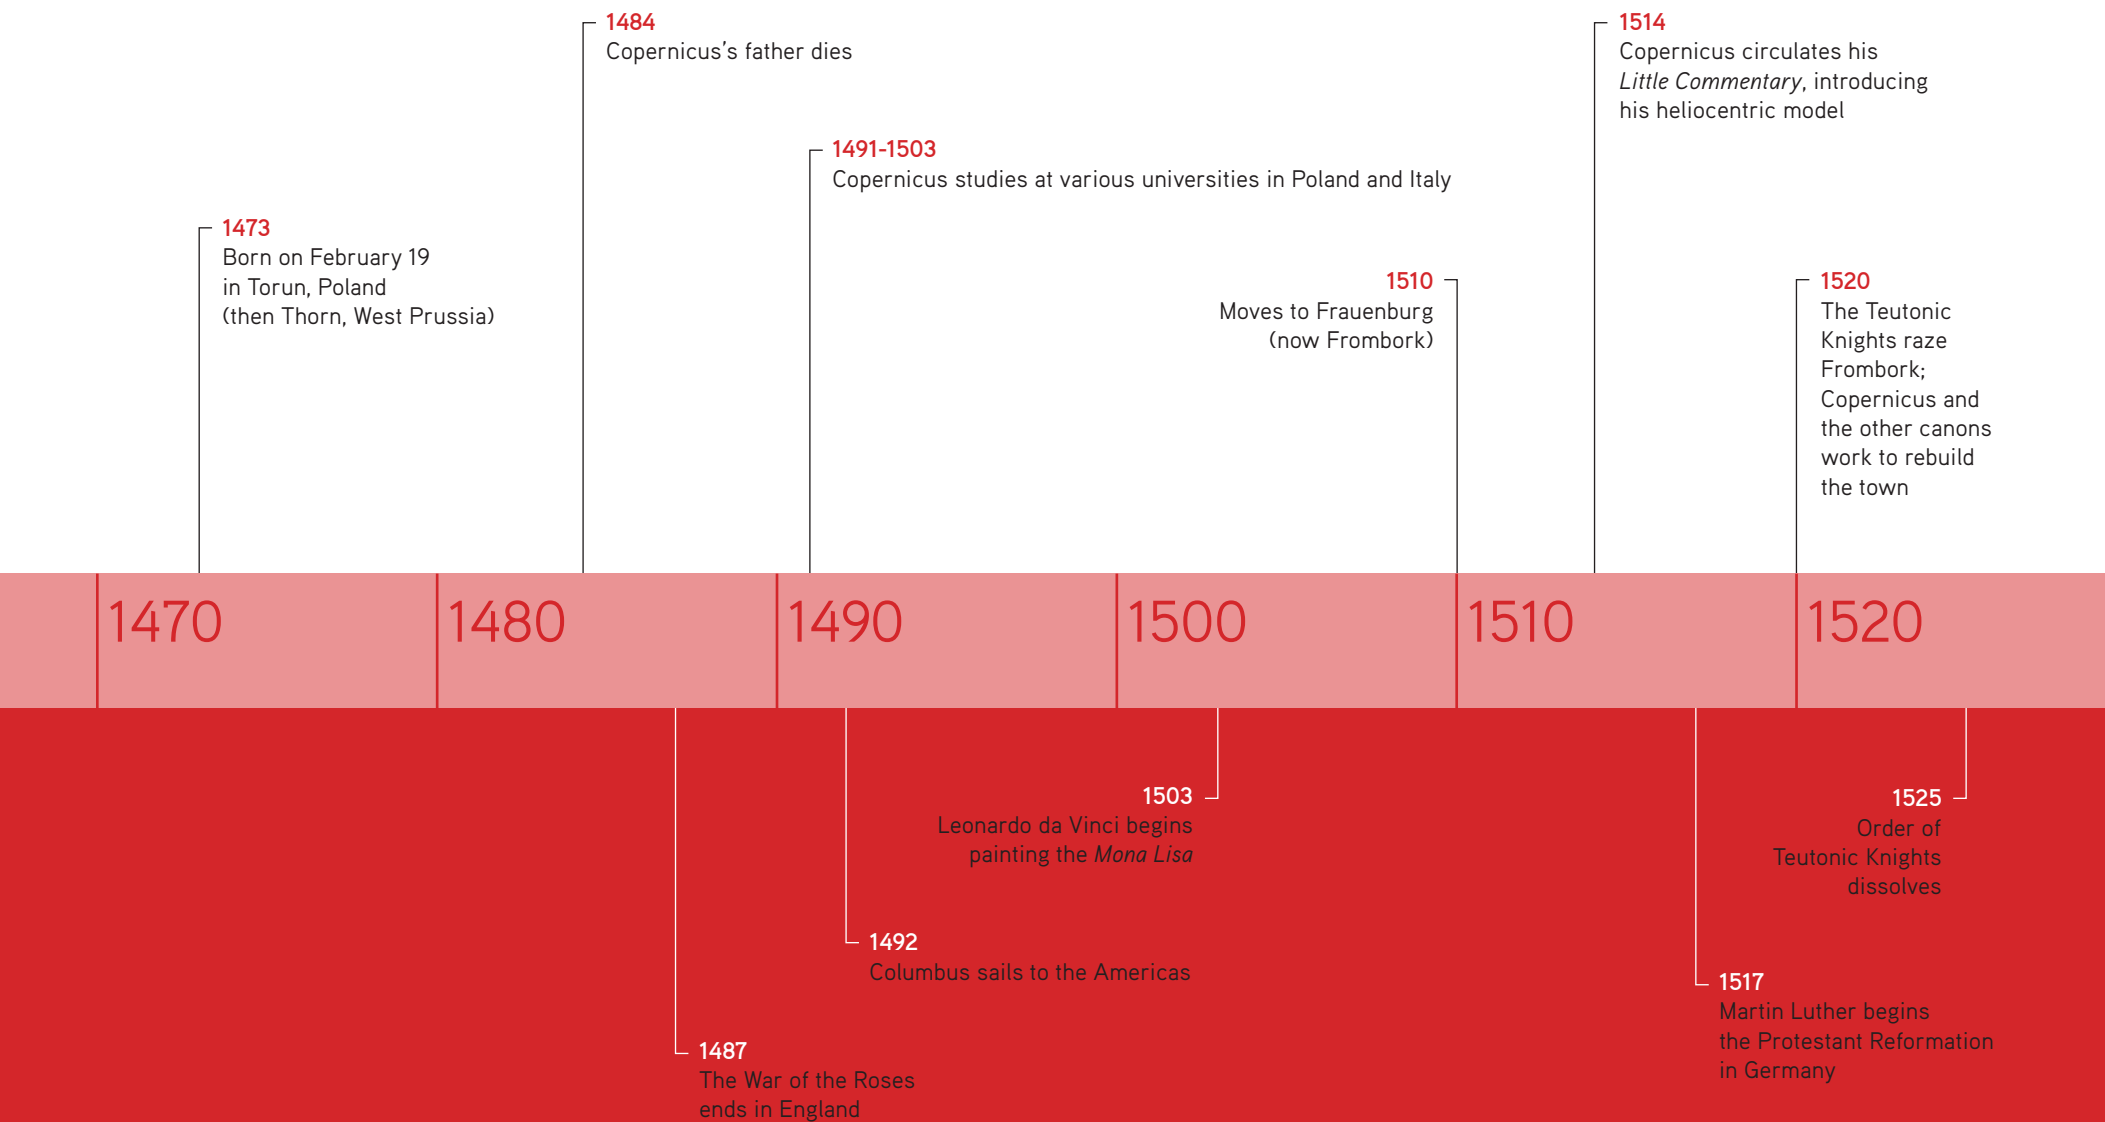 1484
Copernicus’s father dies
1514
Copernicus circulates his
Little Commentary, introducing
his heliocentric model
1491-1503
Copernicus studies at various universities in Poland and Italy
1473
Born on February 19
in Torun, Poland
(then Thorn, West Prussia)
1510
Moves to Frauenburg
(now Frombork)
1520
The Teutonic
Knights raze
Frombork;
Copernicus and
the other canons
work to rebuild
the town
1470
1480
1490
1500
1510
1520
1503
Leonardo da Vinci begins
painting the Mona Lisa
1525
Order of
Teutonic Knights
dissolves
1492
Columbus sails to the Americas
1517
Martin Luther begins
the Protestant Reformation
in Germany
1487
The War of the Roses
ends in England